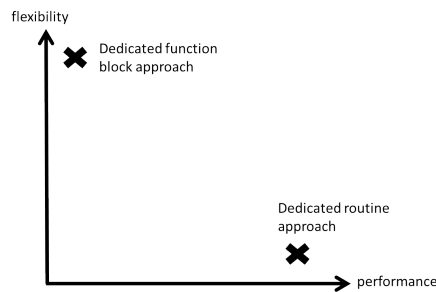 flexibility
Dedicated function
block approach
Dedicated routine
approach
performance